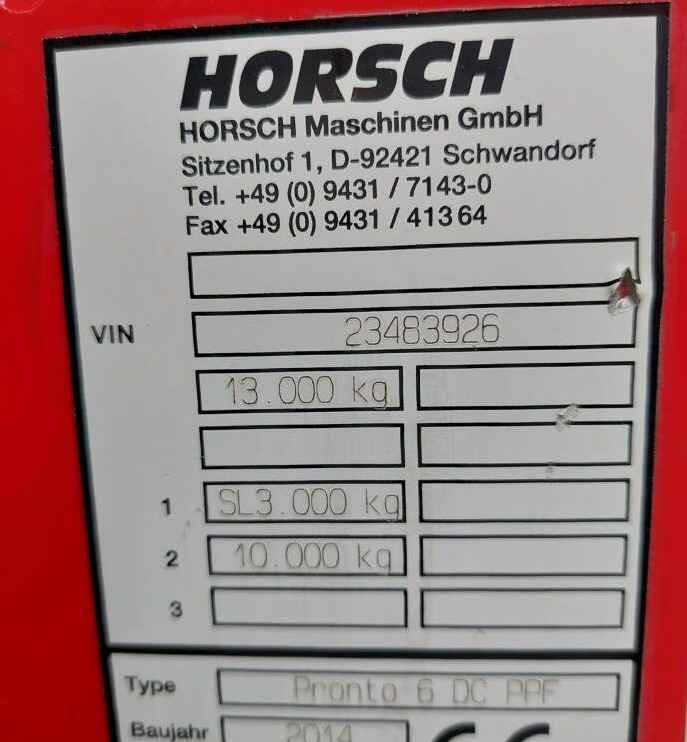 HORSCH
HORSCH Maschinen GmbH
Sitzenhof 1, D-92421 Schwandorf
Tel. +49 (0) 9431 / 7143-0
Fax +49 (0) 9431 / 41364
VIN 23483926
13.000 kg
1 SL3.000 kg
2 10.000 kg
3
Type Pronto 6 DC PPF
Baujahr 2014 CE